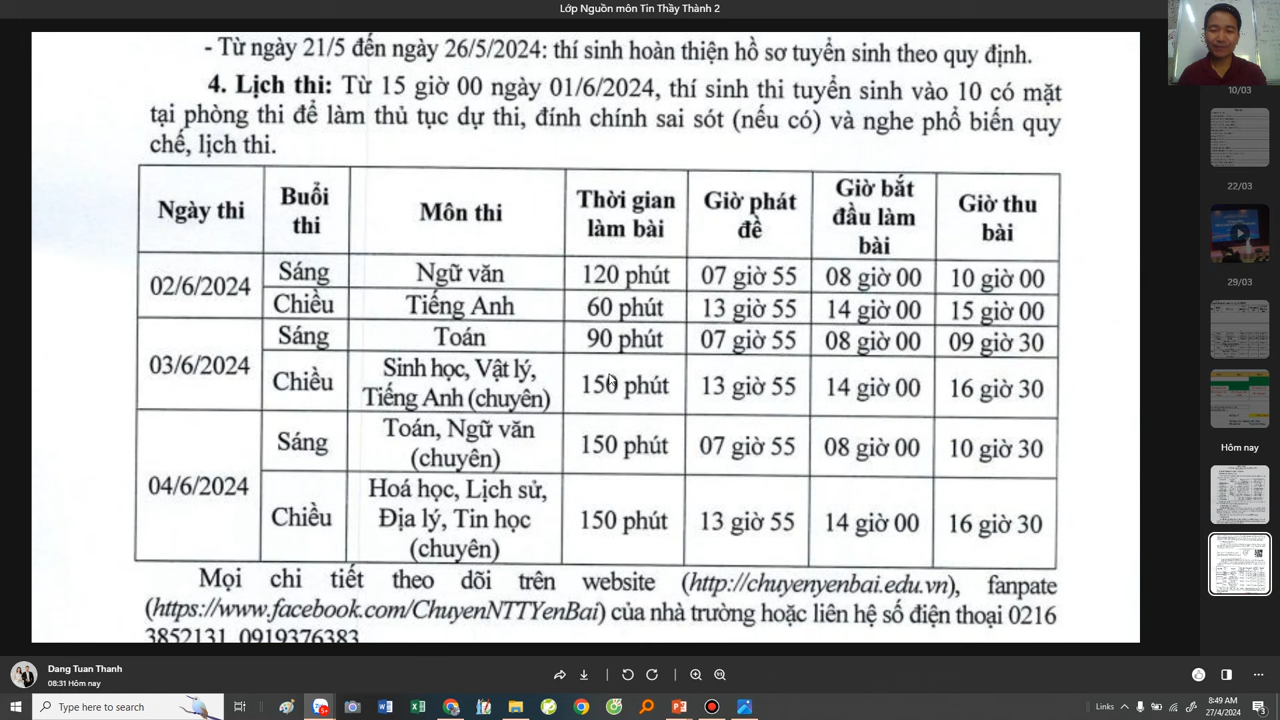 Lớp Nguồn môn Tin Thầy Thành 2
- Từ ngày 21/5 đến ngày 26/5/2024: thí sinh hoàn thiện hồ sơ tuyển sinh theo quy định.
4. Lịch thi: Từ 15 giờ 00 ngày 01/6/2024, thí sinh thi tuyển sinh vào 10 có mặt
tại phòng thi để làm thủ tục dự thi, đính chính sai sót (nếu có) và nghe phổ biến quy
chế, lịch thi.
Ngày thi Buổi thi Môn thi Thời gian làm bài Giờ phát đề Giờ bắt đầu làm bài Giờ thu bài
02/6/2024 Sáng Ngữ văn 120 phút 07 giờ 55 08 giờ 00 10 giờ 00
Chiều Tiếng Anh 60 phút 13 giờ 55 14 giờ 00 15 giờ 00
03/6/2024 Sáng Toán 90 phút 07 giờ 55 08 giờ 00 09 giờ 30
Chiều Sinh học, Vật lý, Tiếng Anh (chuyên) 150 phút 13 giờ 55 14 giờ 00 16 giờ 30
04/6/2024 Sáng Toán, Ngữ văn (chuyên) 150 phút 07 giờ 55 08 giờ 00 10 giờ 30
Chiều Hoá học, Lịch sử, Địa lý, Tin học (chuyên) 150 phút 13 giờ 55 14 giờ 00 16 giờ 30
Mọi chi tiết theo dõi trên website (http://chuyenyenbai.edu.vn), fanpate
(https://www.facebook.com/ChuyenNTTYenBai) của nhà trường hoặc liên hệ số điện thoại 0216
3852131, 0919376383
10/03
22/03
29/03
Hôm nay
Dang Tuan Thanh
08:31 Hôm nay
Type here to search
Links
8:49 AM
27/4/2024